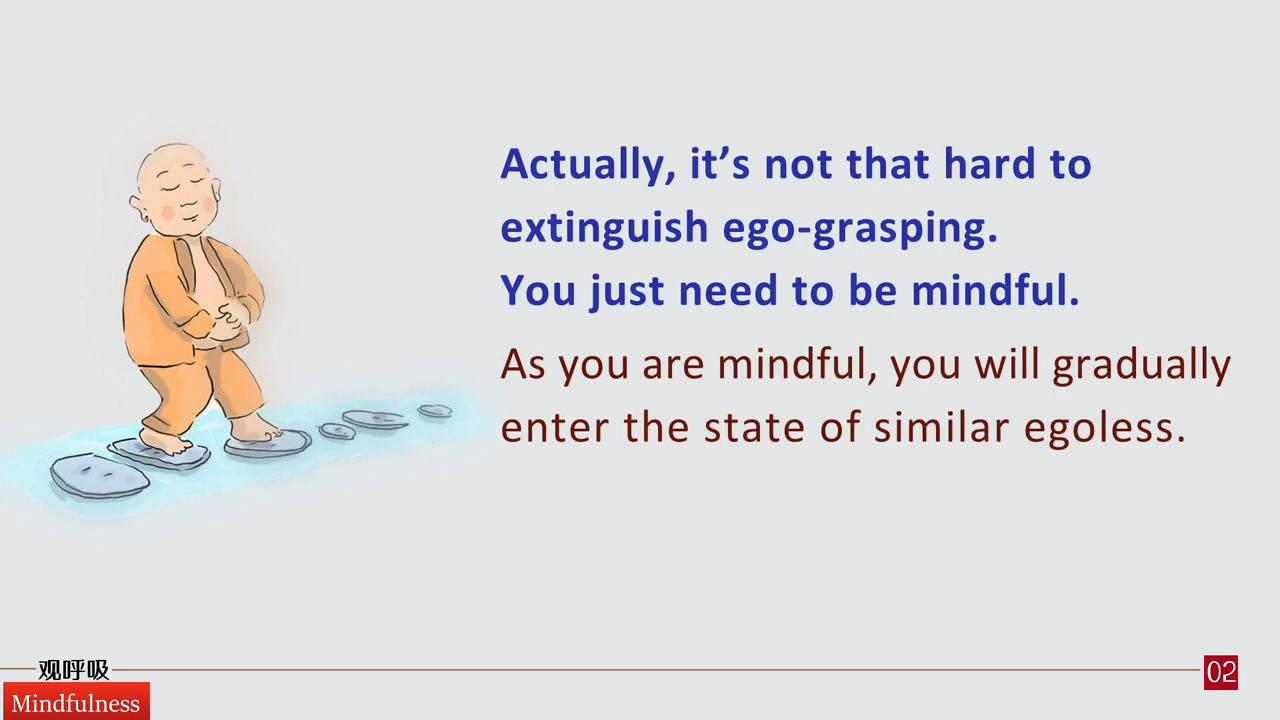 Actually, it’s not that hard to
extinguish ego-grasping.
You just need to be mindful.
As you are mindful, you will gradually
enter the state of similar egoless.
观呼吸
02
Mindfulness